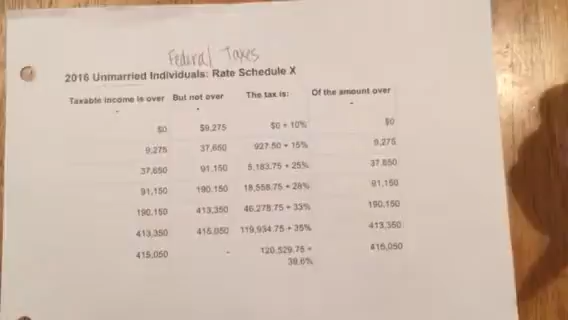 Federal Taxes
2016 Unmarried Individuals: Rate Schedule X
Taxable income is over But not over The tax is: Of the amount over
$0 $9,275 $0 + 10% $0
9,275 37,650 927.50 + 15% 9,275
37,650 91,150 5,183.75 + 25% 37,650
91,150 190,150 18,558.75 + 28% 91,150
190,150 413,350 46,278.75 + 33% 190,150
413,350 415,050 119,934.75 + 35% 413,350
415,050 - 120,529.75 + 39.6% 415,050